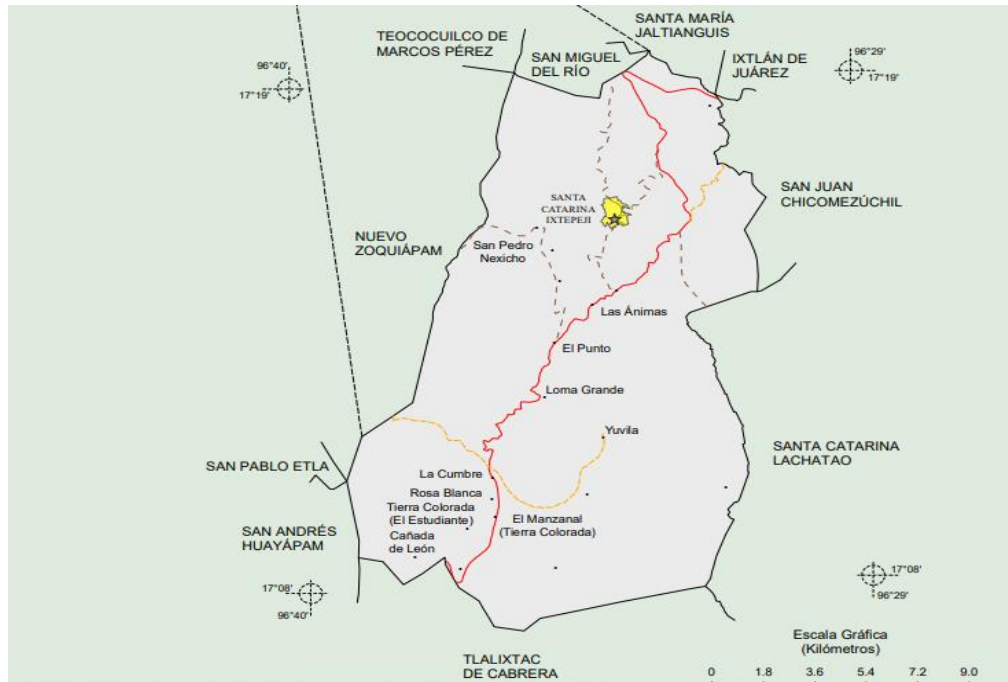 SANTA MARÍA
JALTIANGUIS
TEOCOCUILCO DE
MARCOS PÉREZ
SAN MIGUEL
DEL RÍO
IXTLÁN DE
JUÁREZ
96°40'
17°19'
96°29'
17°19'
SAN JUAN
CHICOMEZÚCHIL
SANTA
CATARINA
IXTEPEJI
NUEVO
ZOQUIÁPAM
San Pedro
Nexicho
Las Ánimas
El Punto
Loma Grande
Yuvila
SANTA CATARINA
LACHATAO
SAN PABLO ETLA
La Cumbre
Rosa Blanca
Tierra Colorada
(El Estudiante)
Cañada
de León
El Manzanal
(Tierra Colorada)
SAN ANDRÉS
HUAYÁPAM
17°08'
96°40'
17°08'
96°29'
Escala Gráfica
(Kilómetros)
0 1.8 3.6 5.4 7.2 9.0
TLALIXTAC
DE CABRERA